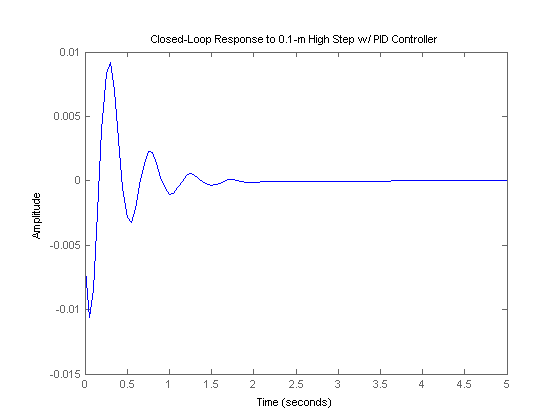 Closed-Loop Response to 0.1-m High Step w/ PID Controller
0.01
0.005
0
-0.005
-0.01
-0.015
Amplitude
0 0.5 1 1.5 2 2.5 3 3.5 4 4.5 5
Time (seconds)